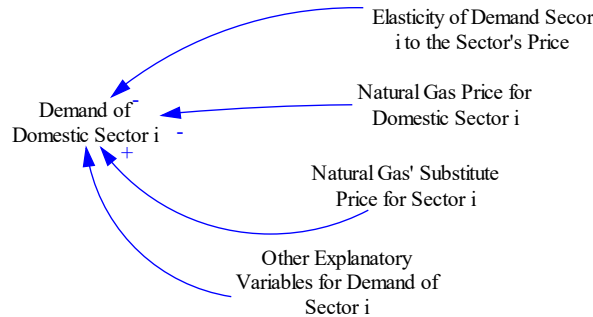 Elasticity of Demand Secor
i to the Sector's Price
Natural Gas Price for
Domestic Sector i
Demand of
Domestic Sector i
-
-
+
Natural Gas' Substitute
Price for Sector i
Other Explanatory
Variables for Demand of
Sector i